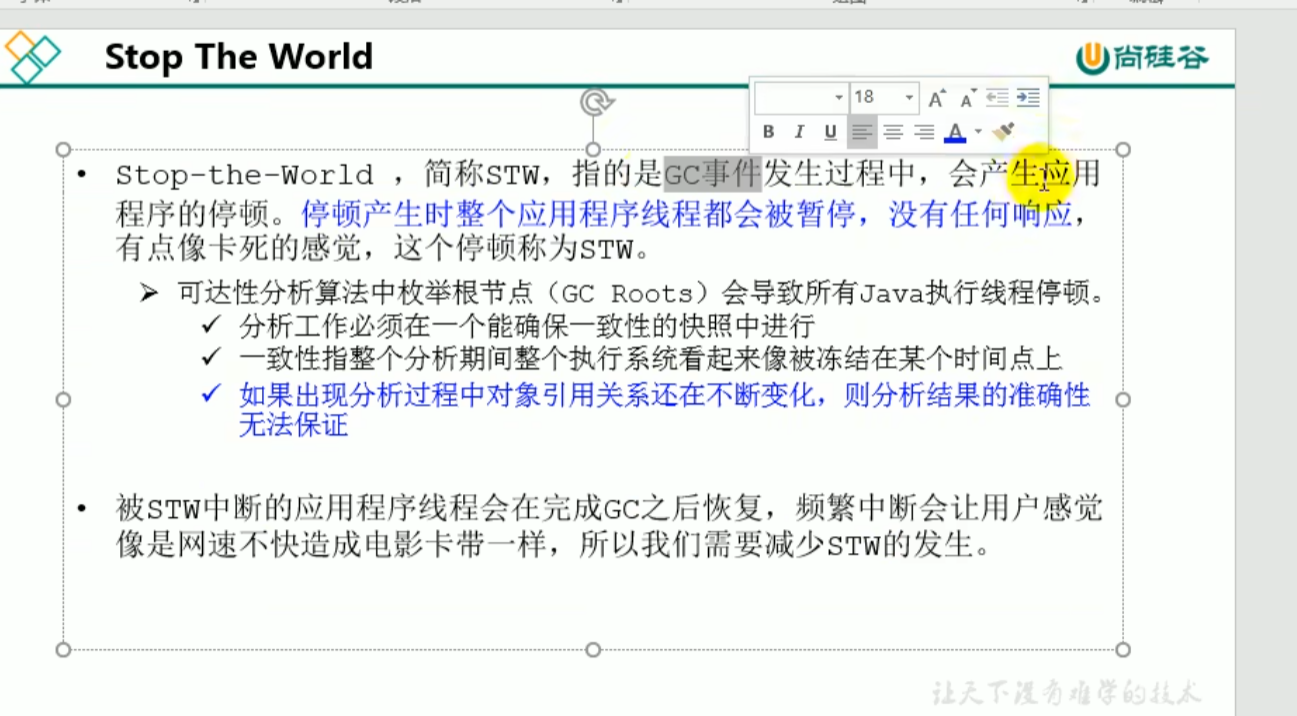 Stop The World
尚硅谷
18
B I U A
• Stop-the-World ，简称STW，指的是GC事件发生过程中，会产生应用
程序的停顿。停顿产生时整个应用程序线程都会被暂停，没有任何响应，
有点像卡死的感觉，这个停顿称为STW。
➢ 可达性分析算法中枚举根节点（GC Roots）会导致所有Java执行线程停顿。
✓ 分析工作必须在一个能确保一致性的快照中进行
✓ 一致性指整个分析期间整个执行系统看起来像被冻结在某个时间点上
✓ 如果出现分析过程中对象引用关系还在不断变化，则分析结果的准确性
无法保证
• 被STW中断的应用程序线程会在完成GC之后恢复，频繁中断会让用户感觉
像是网速不快造成电影卡带一样，所以我们需要减少STW的发生。
让天下没有难学的技术